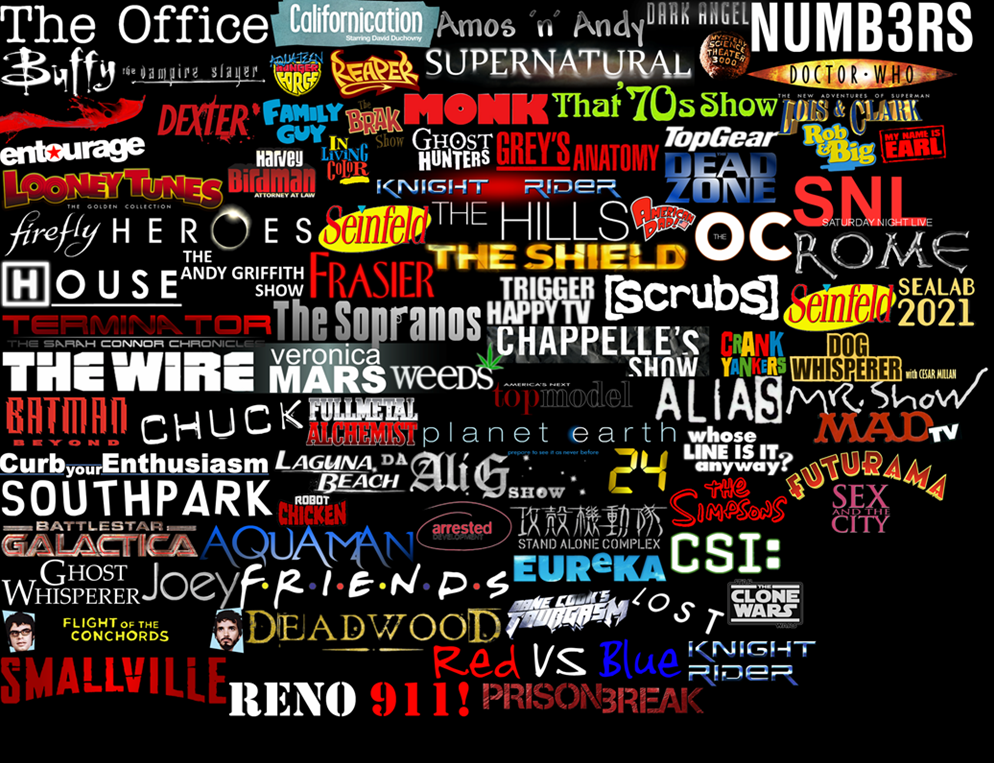 The Office
Californication
Starring David Duchovny
Amos 'n' Andy
DARK ANGEL
NUMB3RS
Buffy the vampire slayer
AQUA TEEN HUNGER FORCE
REAPER
SUPERNATURAL
MYSTERY SCIENCE THEATER 3000
DOCTOR·WHO
DEXTER
FAMILY GUY
The BRAK Show
MONK
That '70s Show
THE NEW ADVENTURES OF SUPERMAN
LOIS & CLARK
entourage
Harvey Birdman
ATTORNEY AT LAW
IN LIVING COLOR
GHOST HUNTERS
GREY'S ANATOMY
TopGear
Rob & Big
MY NAME IS EARL
LOONEY TUNES
THE GOLDEN COLLECTION
KNIGHT RIDER
DEAD ZONE
SNL
SATURDAY NIGHT LIVE
firefly
HEROES
Seinfeld
THE HILLS
AMERICAN DAD!
THE OC
ROME
HOUSE
THE ANDY GRIFFITH SHOW
FRASIER
THE SHIELD
TRIGGER HAPPY TV
[scrubs]
Seinfeld
SEALAB 2021
TERMINATOR
THE SARAH CONNOR CHRONICLES
The Sopranos
CHAPPELLE'S SHOW
CRANK YANKERS
DOG WHISPERER with CESAR MILLAN
THE WIRE
veronica MARS
weeds
AMERICA'S NEXT
top model
ALIAS
MR. SHOW
BATMAN
BEYOND
CHUCK
FULLMETAL ALCHEMIST
planet earth
prepare to see it as never before
whose LINE IS IT? anyway?
MAD TV
Curb your Enthusiasm
LAGUNA BEACH
DA ALi G SHOW
24
THE SIMPSONS
FUTURAMA
SEX AND THE CITY
SOUTHPARK
ROBOT CHICKEN
BATTLESTAR
GALACTICA
AQUAMAN
arrested
DEVELOPMENT
攻殻機動隊
STAND ALONE COMPLEX
CSI:
GHOST WHISPERER
Joey
F·R·I·E·N·D·S
EUReKA
FLIGHT OF THE CONCHORDS
DEADWOOD
DANE COOK'S TOURGASM
LOST
STAR
THE CLONE WARS
WARS
SMALLVILLE
Red vs Blue
KNIGHT RIDER
RENO 911!
PRISON BREAK